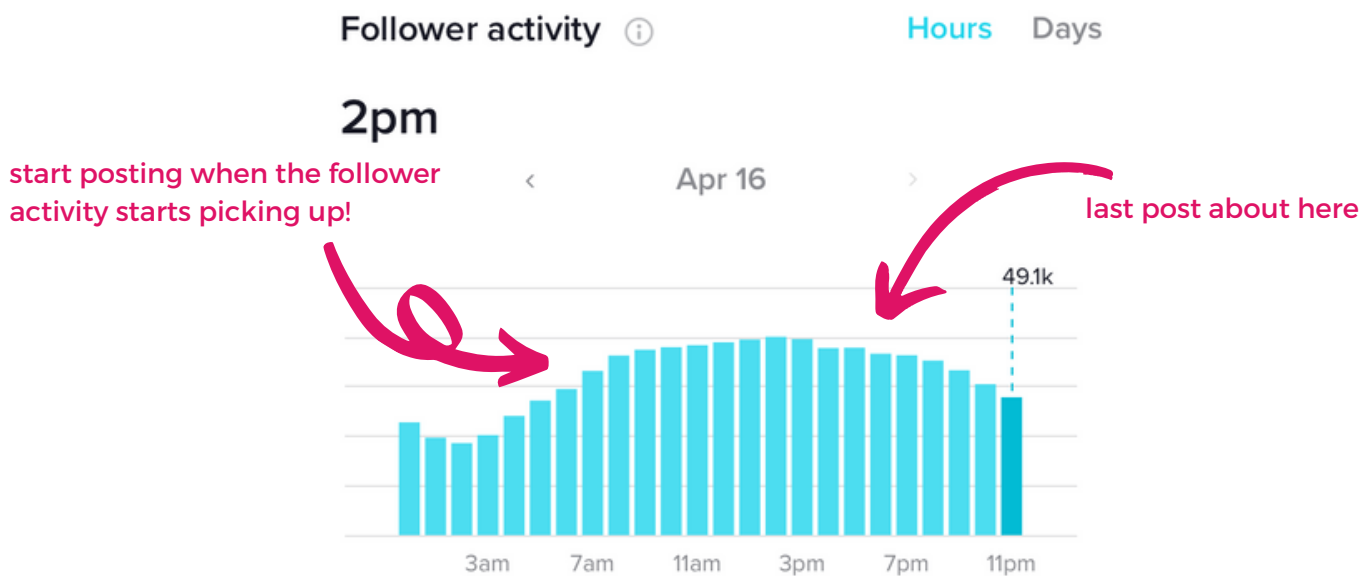 Follower activity
Hours Days
2pm
start posting when the follower
activity starts picking up!
< Apr 16 >
last post about here
49.1k
3am 7am 11am 3pm 7pm 11pm